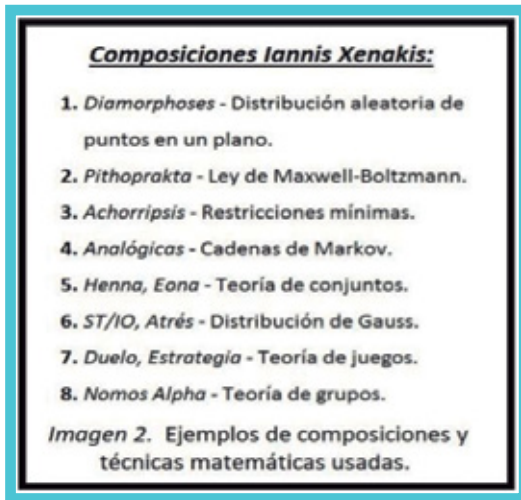 Composiciones Iannis Xenakis:
1. Diamorphoses - Distribución aleatoria de
puntos en un plano.
2. Pithoprakta - Ley de Maxwell-Boltzmann.
3. Achorripsis - Restricciones mínimas.
4. Analógicas - Cadenas de Markov.
5. Henna, Eona - Teoría de conjuntos.
6. ST/IO, Atrés - Distribución de Gauss.
7. Duelo, Estrategia - Teoría de juegos.
8. Nomos Alpha - Teoría de grupos.
Imagen 2. Ejemplos de composiciones y
técnicas matemáticas usadas.